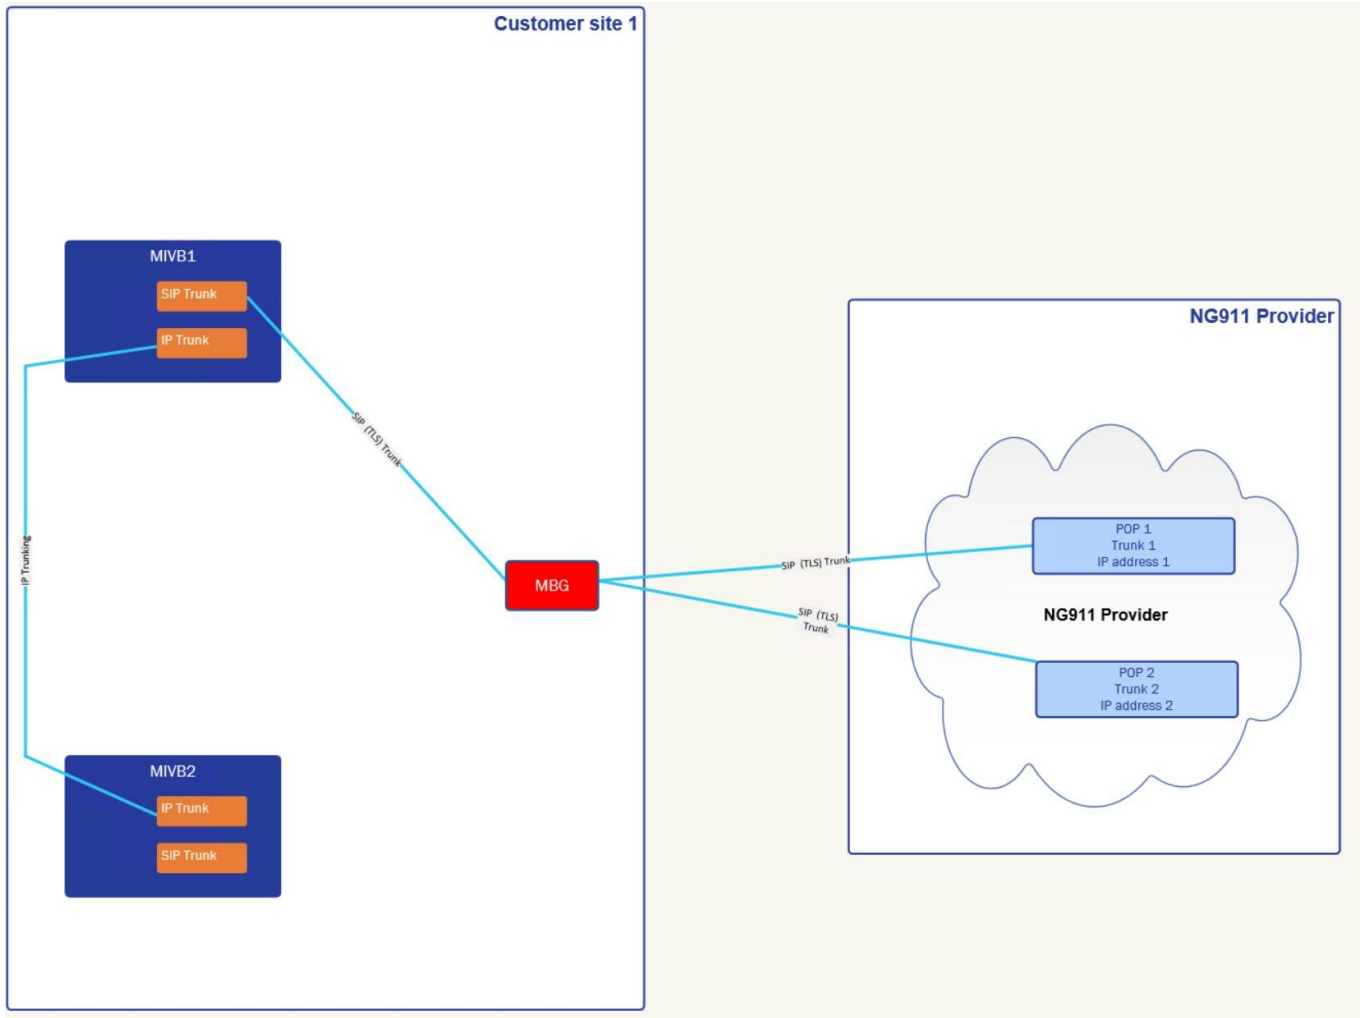 Customer site 1
MIVB1
SIP Trunk
IP Trunk
SIP (TLS) Trunk
IP Trunking
MBG
MIVB2
IP Trunk
SIP Trunk
SIP (TLS) Trunk
SIP (TLS)
Trunk
NG911 Provider
POP 1
Trunk 1
IP address 1
NG911 Provider
POP 2
Trunk 2
IP address 2